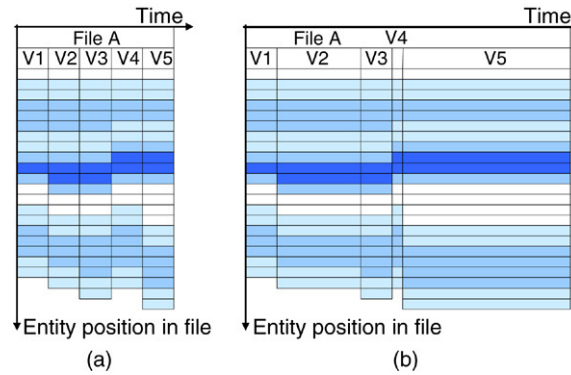 Time
File A
V1 V2 V3 V4 V5
Entity position in file
(a)
Time
File A V4
V1 V2 V3 V5
Entity position in file
(b)